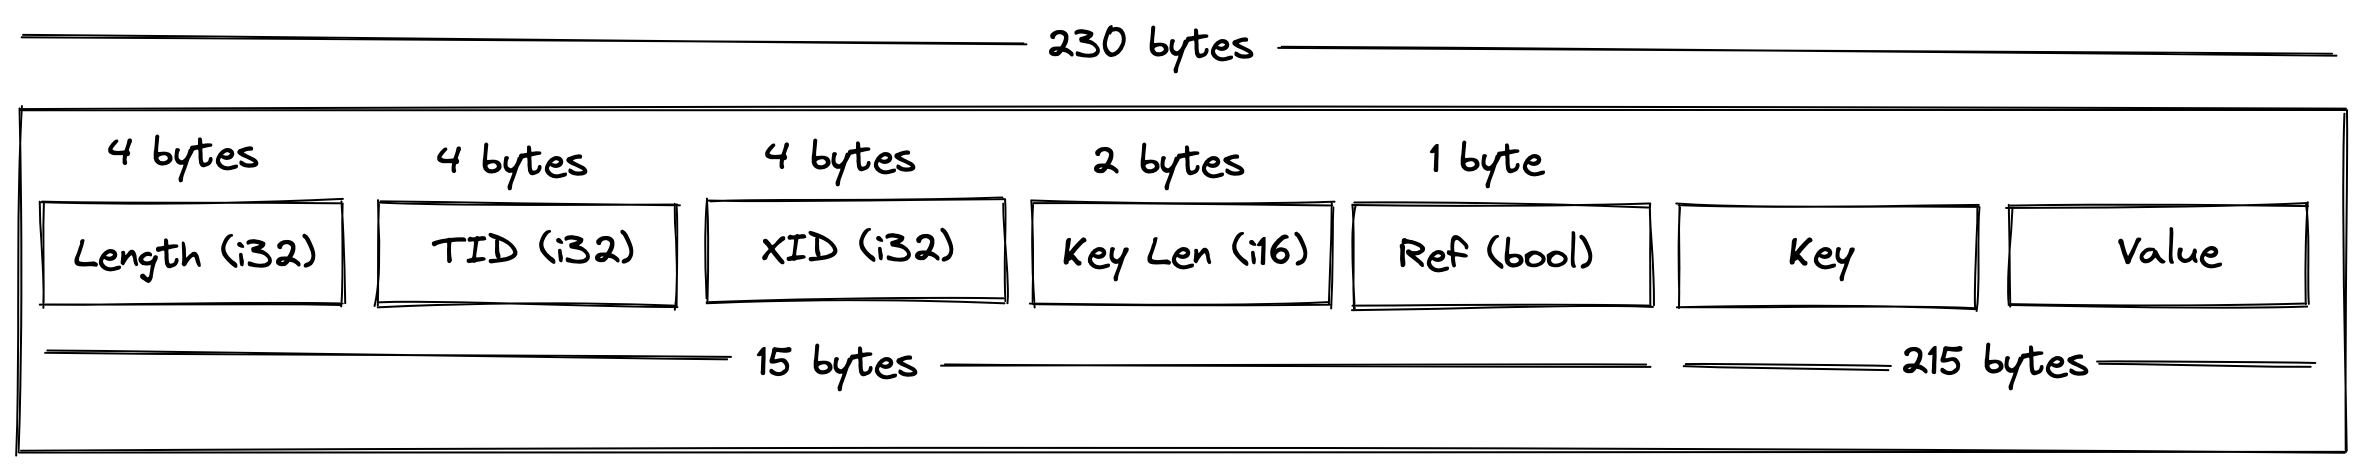 230 bytes
4 bytes
4 bytes
4 bytes
2 bytes
1 byte
Length (i32)
TID (i32)
XID (i32)
Key Len (i16)
Ref (bool)
Key
Value
15 bytes
215 bytes